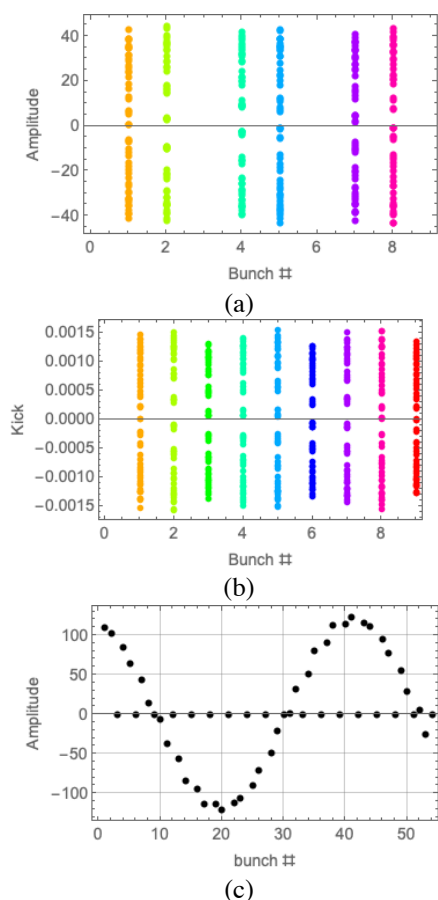 40
20
0
−20
−40
Amplitude
0 2 4 6 8
Bunch #
(a)
0.0015
0.0010
0.0005
0.0000
−0.0005
−0.0010
−0.0015
Kick
0 2 4 6 8
Bunch #
(b)
100
50
0
−50
−100
Amplitude
0 10 20 30 40 50
bunch #
(c)